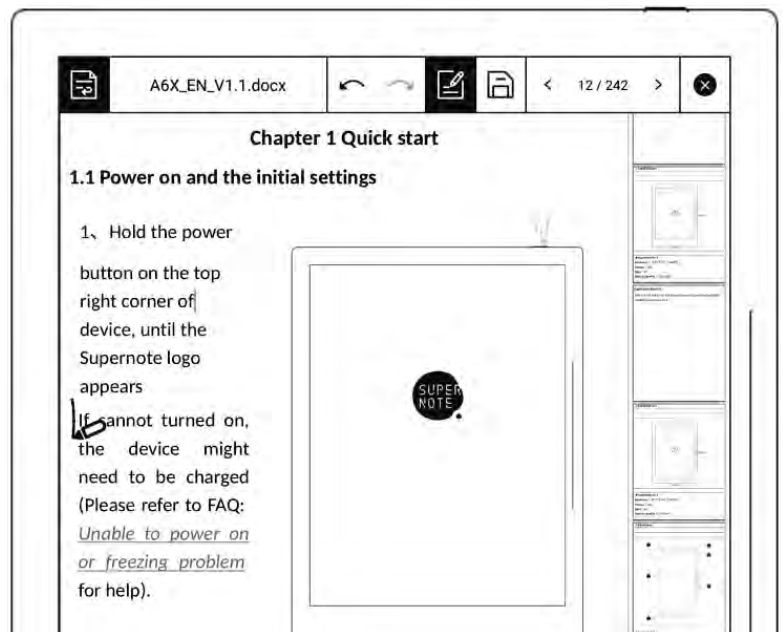 A6X_EN_V1.1.docx
12 / 242
Chapter 1 Quick start
1.1 Power on and the initial settings
1、Hold the power
button on the top
right corner of
device, until the
Supernote logo
appears
If cannot turned on,
the device might
need to be charged
(Please refer to FAQ:
Unable to power on
or freezing problem
for help).
SUPER
NOTE